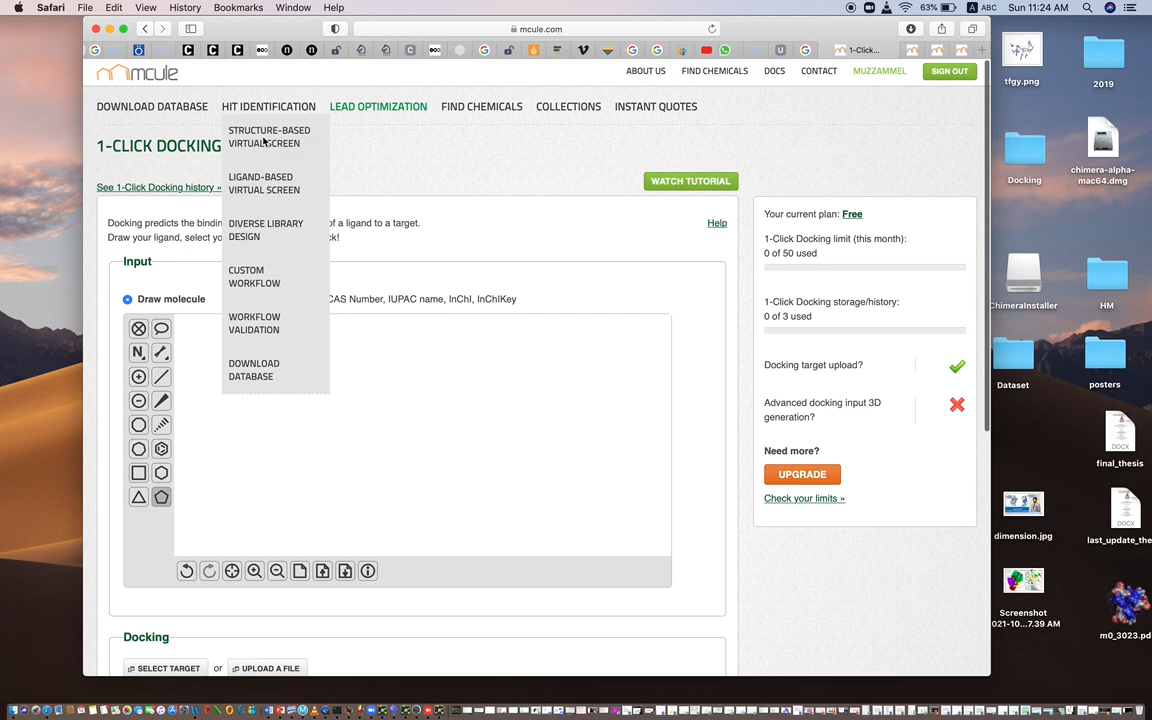 Safari File Edit View History Bookmarks Window Help
63% ABC Sun 11:24 AM
mcule.com
1-Click...
mcule
ABOUT US FIND CHEMICALS DOCS CONTACT MUZZAMMEL SIGN OUT
DOWNLOAD DATABASE HIT IDENTIFICATION LEAD OPTIMIZATION FIND CHEMICALS COLLECTIONS INSTANT QUOTES
STRUCTURE-BASED
VIRTUAL SCREEN
LIGAND-BASED
VIRTUAL SCREEN
DIVERSE LIBRARY
DESIGN
CUSTOM
WORKFLOW
WORKFLOW
VALIDATION
DOWNLOAD
DATABASE
1-CLICK DOCKING
See 1-Click Docking history »
WATCH TUTORIAL
Docking predicts the bindin
of a ligand to a target.
Help
Draw your ligand, select yo
ck!
Input
Draw molecule
CAS Number, IUPAC name, InChI, InChIKey
N
Docking
SELECT TARGET or UPLOAD A FILE
Your current plan: Free
1-Click Docking limit (this month):
0 of 50 used
1-Click Docking storage/history:
0 of 3 used
Docking target upload?
Advanced docking input 3D
generation?
Need more?
UPGRADE
Check your limits »
tfgy.png
2019
Docking
chimera-alpha-
mac64.dmg
ChimeraInstaller
HM
Dataset
posters
DOCX
final_thesis
DOCX
dimension.jpg
last_update_the
Screenshot
021-10...7.39 AM
m0_3023.pd